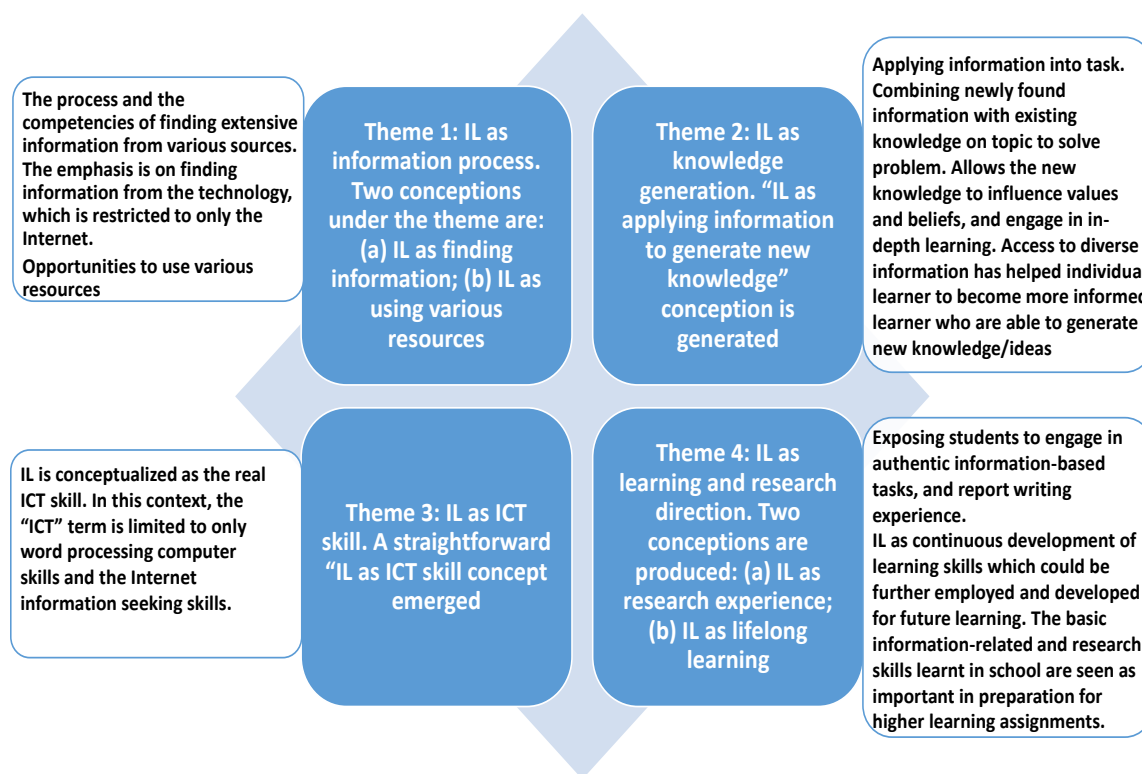 The process and the
competencies of finding extensive
information from various sources.
The emphasis is on finding
information from the technology,
which is restricted to only the
Internet.
Opportunities to use various
resources
Theme 1: IL as
information process.
Two conceptions
under the theme are:
(a) IL as finding
information; (b) IL as
using various
resources
Theme 2: IL as
knowledge
generation. “IL as
applying information
to generate new
knowledge”
conception is
generated
Applying information into task.
Combining newly found
information with existing
knowledge on topic to solve
problem. Allows the new
knowledge to influence values
and beliefs, and engage in in-
depth learning. Access to diverse
information has helped individua
learner to become more informed
learner who are able to generate
new knowledge/ideas
IL is conceptualized as the real
ICT skill. In this context, the
“ICT” term is limited to only
word processing computer
skills and the Internet
information seeking skills.
Theme 3: IL as ICT
skill. A straightforward
“IL as ICT skill concept
emerged
Theme 4: IL as
learning and research
direction. Two
conceptions are
produced: (a) IL as
research experience;
(b) IL as lifelong
learning
Exposing students to engage in
authentic information-based
tasks, and report writing
experience.
IL as continuous development of
learning skills which could be
further employed and developed
for future learning. The basic
information-related and research
skills learnt in school are seen as
important in preparation for
higher learning assignments.